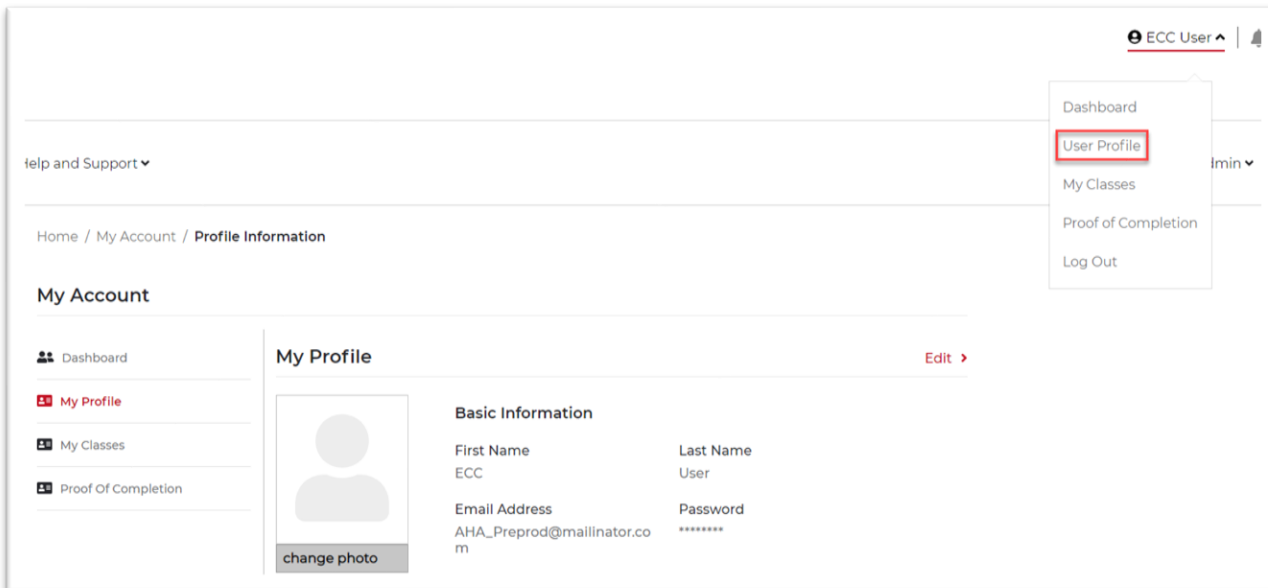 ECC User
Dashboard
User Profile
My Classes
Proof of Completion
Log Out
Help and Support
dmin
Home / My Account / Profile Information
My Account
Dashboard
My Profile
My Classes
Proof Of Completion
My Profile
Edit
change photo
Basic Information
First Name Last Name
ECC User
Email Address Password
AHA_Preprod@mailinator.co ********
m